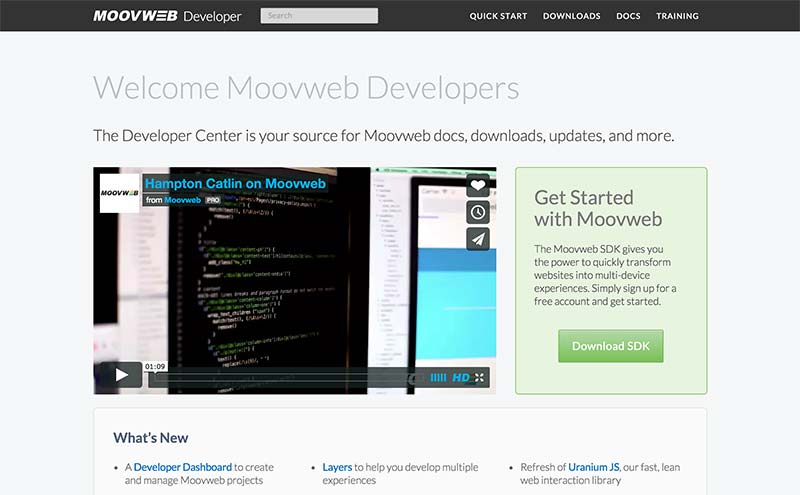 MOOVWEB Developer
Search
QUICK START
DOWNLOADS
DOCS
TRAINING
Welcome Moovweb Developers
The Developer Center is your source for Moovweb docs, downloads, updates, and more.
MOOVWEB
Hampton Catlin on Moovweb
from Moovweb PRO
01:09
HD
Get Started
with Moovweb
The Moovweb SDK gives you
the power to quickly transform
websites into multi-device
experiences. Simply sign up for a
free account and get started.
Download SDK
What's New
• A Developer Dashboard to create
and manage Moovweb projects
• Layers to help you develop multiple
experiences
• Refresh of Uranium JS, our fast, lean
web interaction library